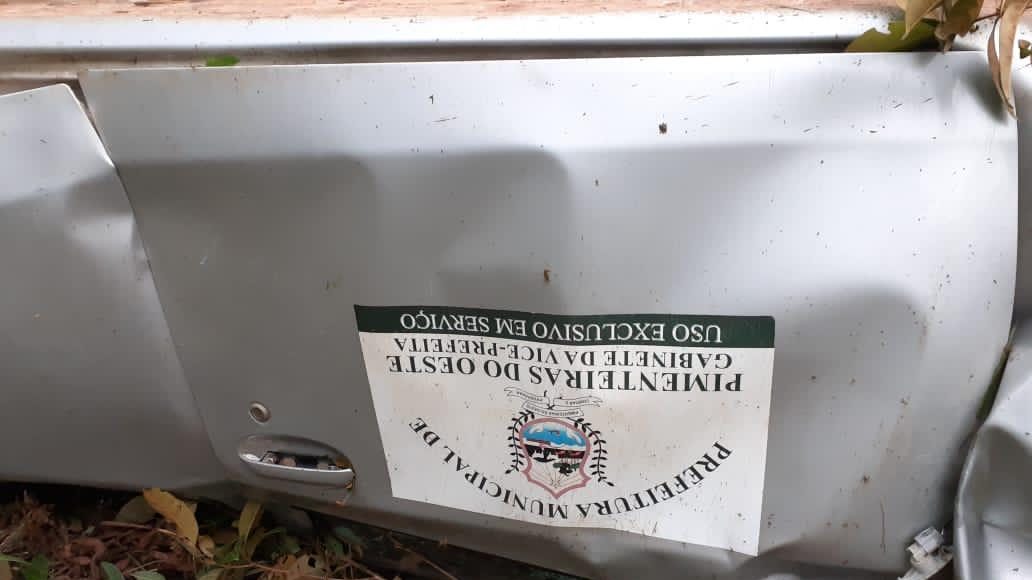 PREFEITURA MUNICIPAL DE
PIMENTEIRAS DO OESTE
GABINETE DA VICE-PREFEITA
USO EXCLUSIVO EM SERVIÇO